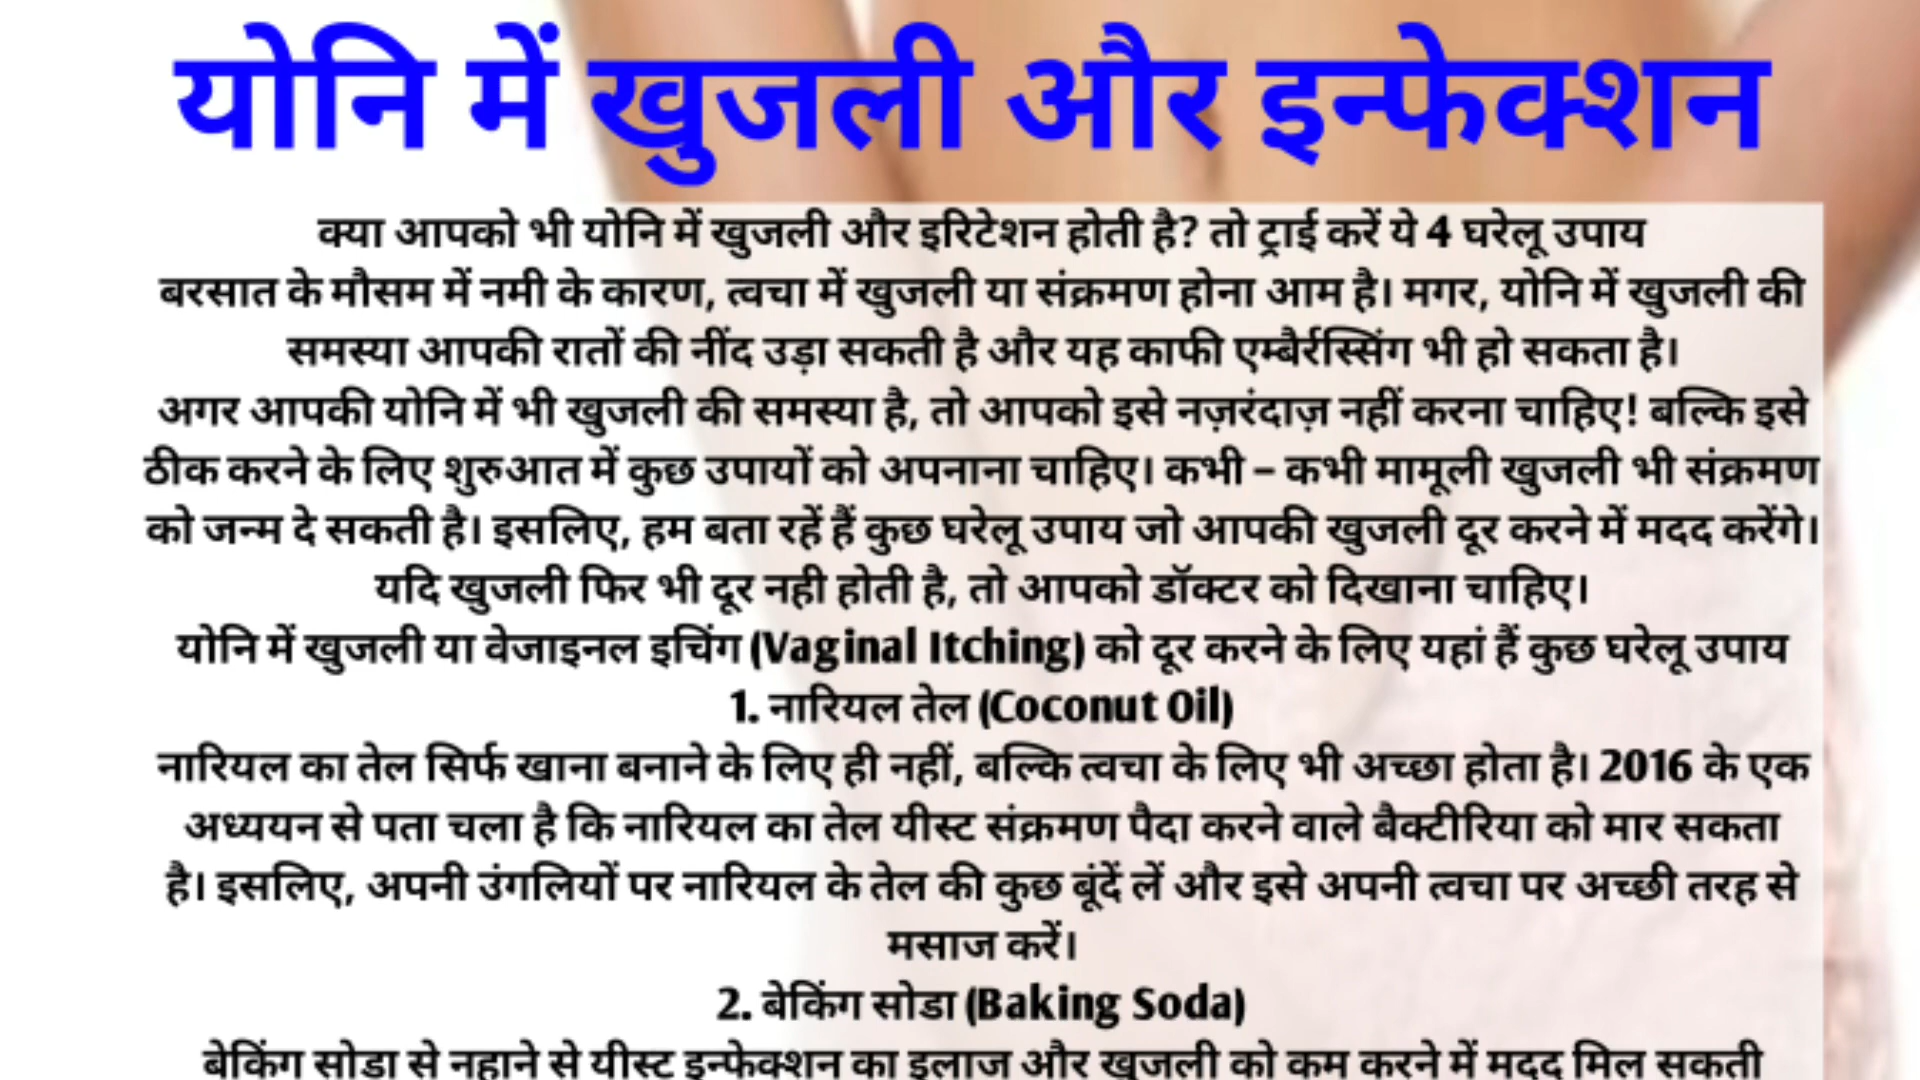 योनि में खुजली और इन्फेक्शन
क्या आपको भी योनि में खुजली और इरिटेशन होती है? तो ट्राई करें ये 4 घरेलू उपाय
बरसात के मौसम में नमी के कारण, त्वचा में खुजली या संक्रमण होना आम है। मगर, योनि में खुजली की
समस्या आपकी रातों की नींद उड़ा सकती है और यह काफी एम्बैर्रस्सिंग भी हो सकता है।
अगर आपकी योनि में भी खुजली की समस्या है, तो आपको इसे नज़रंदाज़ नहीं करना चाहिए! बल्कि इसे
ठीक करने के लिए शुरुआत में कुछ उपायों को अपनाना चाहिए। कभी – कभी मामूली खुजली भी संक्रमण
को जन्म दे सकती है। इसलिए, हम बता रहें हैं कुछ घरेलू उपाय जो आपकी खुजली दूर करने में मदद करेंगे।
यदि खुजली फिर भी दूर नही होती है, तो आपको डॉक्टर को दिखाना चाहिए।
योनि में खुजली या वेजाइनल इचिंग (Vaginal Itching) को दूर करने के लिए यहां हैं कुछ घरेलू उपाय
1. नारियल तेल (Coconut Oil)
नारियल का तेल सिर्फ खाना बनाने के लिए ही नहीं, बल्कि त्वचा के लिए भी अच्छा होता है। 2016 के एक
अध्ययन से पता चला है कि नारियल का तेल यीस्ट संक्रमण पैदा करने वाले बैक्टीरिया को मार सकता
है। इसलिए, अपनी उंगलियों पर नारियल के तेल की कुछ बूंदें लें और इसे अपनी त्वचा पर अच्छी तरह से
मसाज करें।
2. बेकिंग सोडा (Baking Soda)
बेकिंग सोडा से नहाने से यीस्ट इन्फेक्शन का इलाज और खुजली को कम करने में मदद मिल सकती